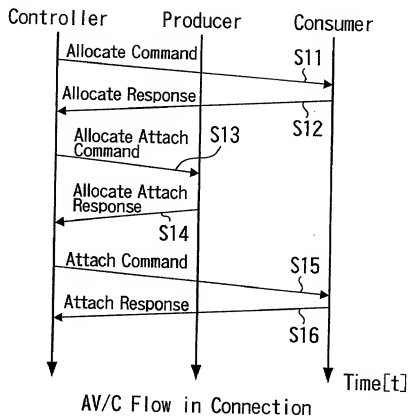 Controller Producer Consumer
Allocate Command
S11
Allocate Response
S12
S13
Allocate Attach
Command
Allocate Attach
Response
S14
Attach Command
S15
Attach Response
S16
Time[t]
AV/C Flow in Connection